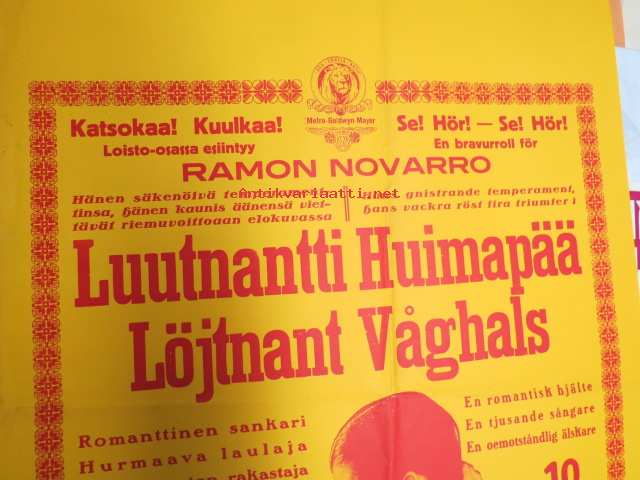 Metro-Goldwyn Mayer
Katsokaa! Kuulkaa!
Loisto-osassa esiintyy
Se! Hör! — Se! Hör!
En bravurroll för
RAMON NOVARRO
Hänen säkenöivä
tinsa, hänen kaunis äänensä viet-
tävät riemuvoittoaan elokuvassa
gnistrande temperament,
hans vackra röst fira triumfer i
Antikvariaatti.net
Luutnantti Huimapää
Löjtnant Våghals
Romanttinen sankari
Hurmaava laulaja
rakastaja
En romantisk hjälte
En tjusande sångare
En oemotståndlig älskare
10